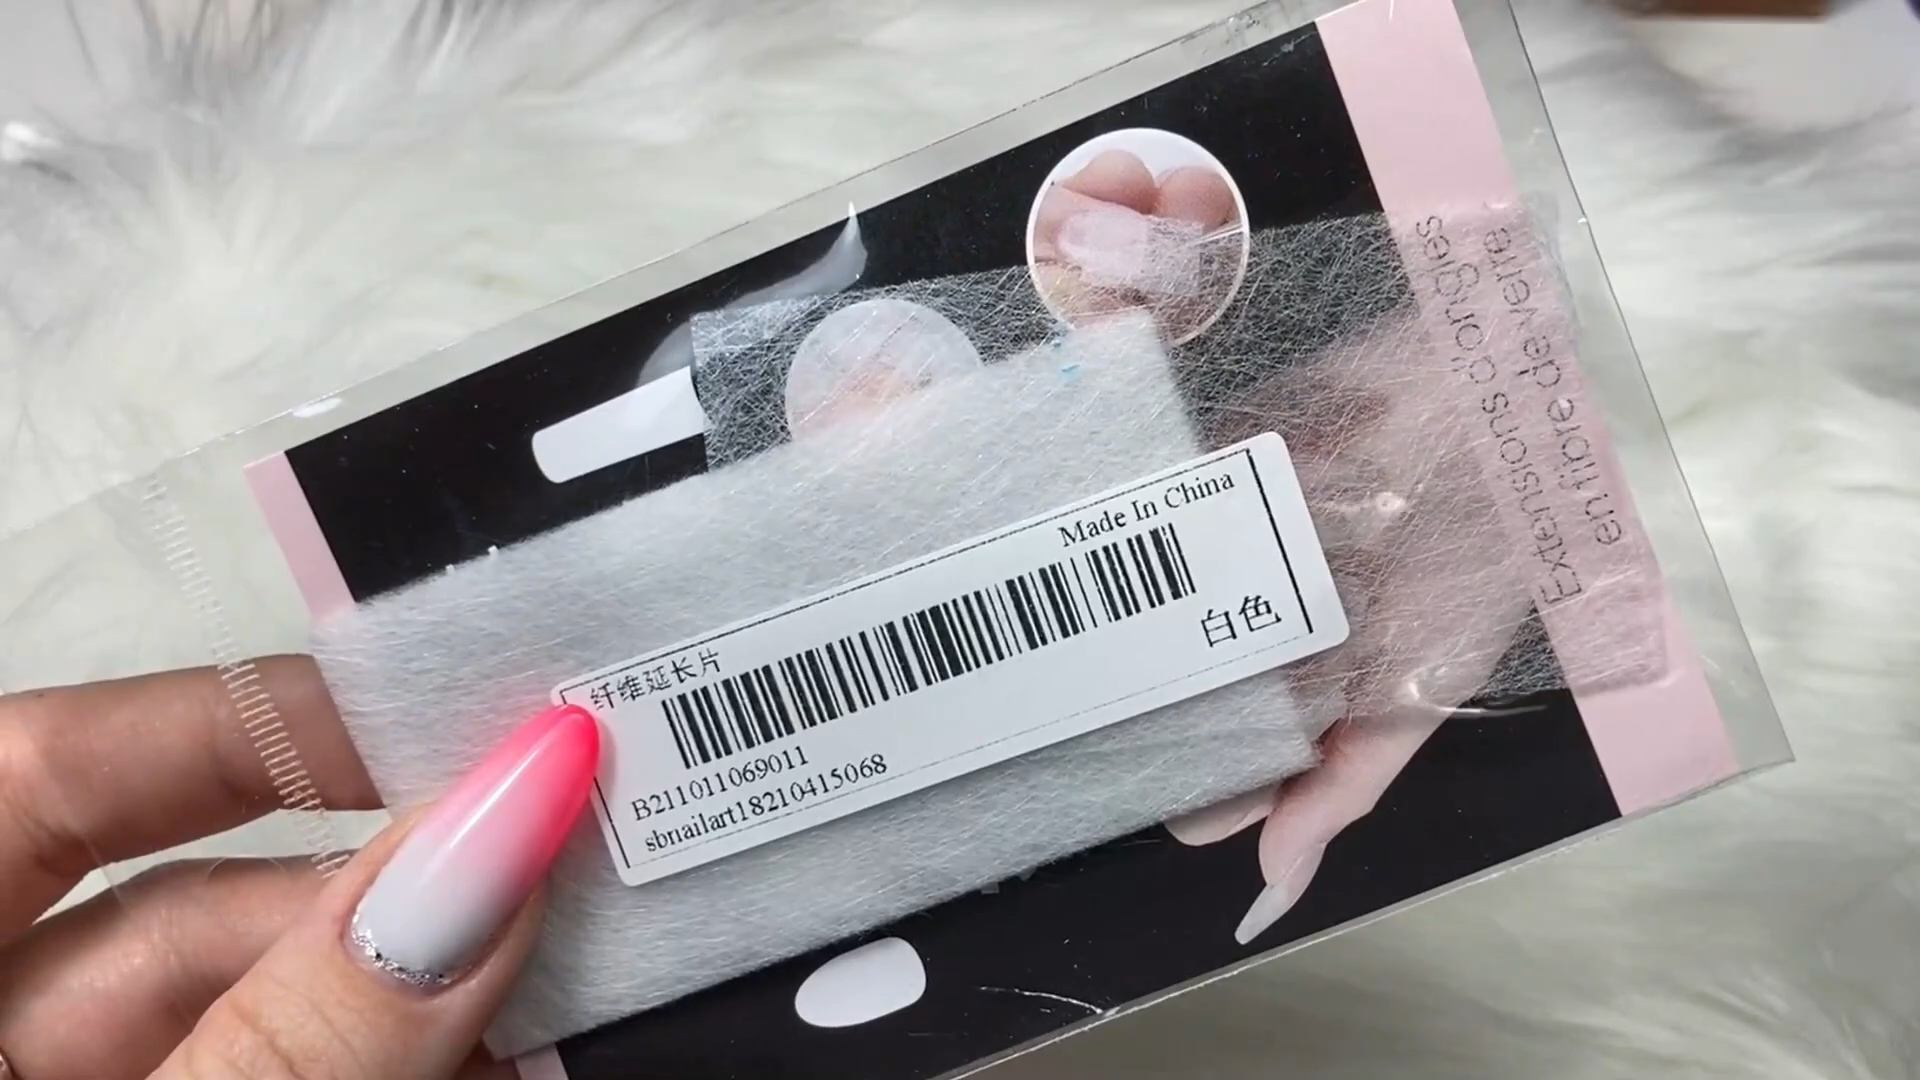 Made In China
纤维延长片
白色
B211011069011
sbnailart18210415068
Extensions d'ongles
en fibre de verre